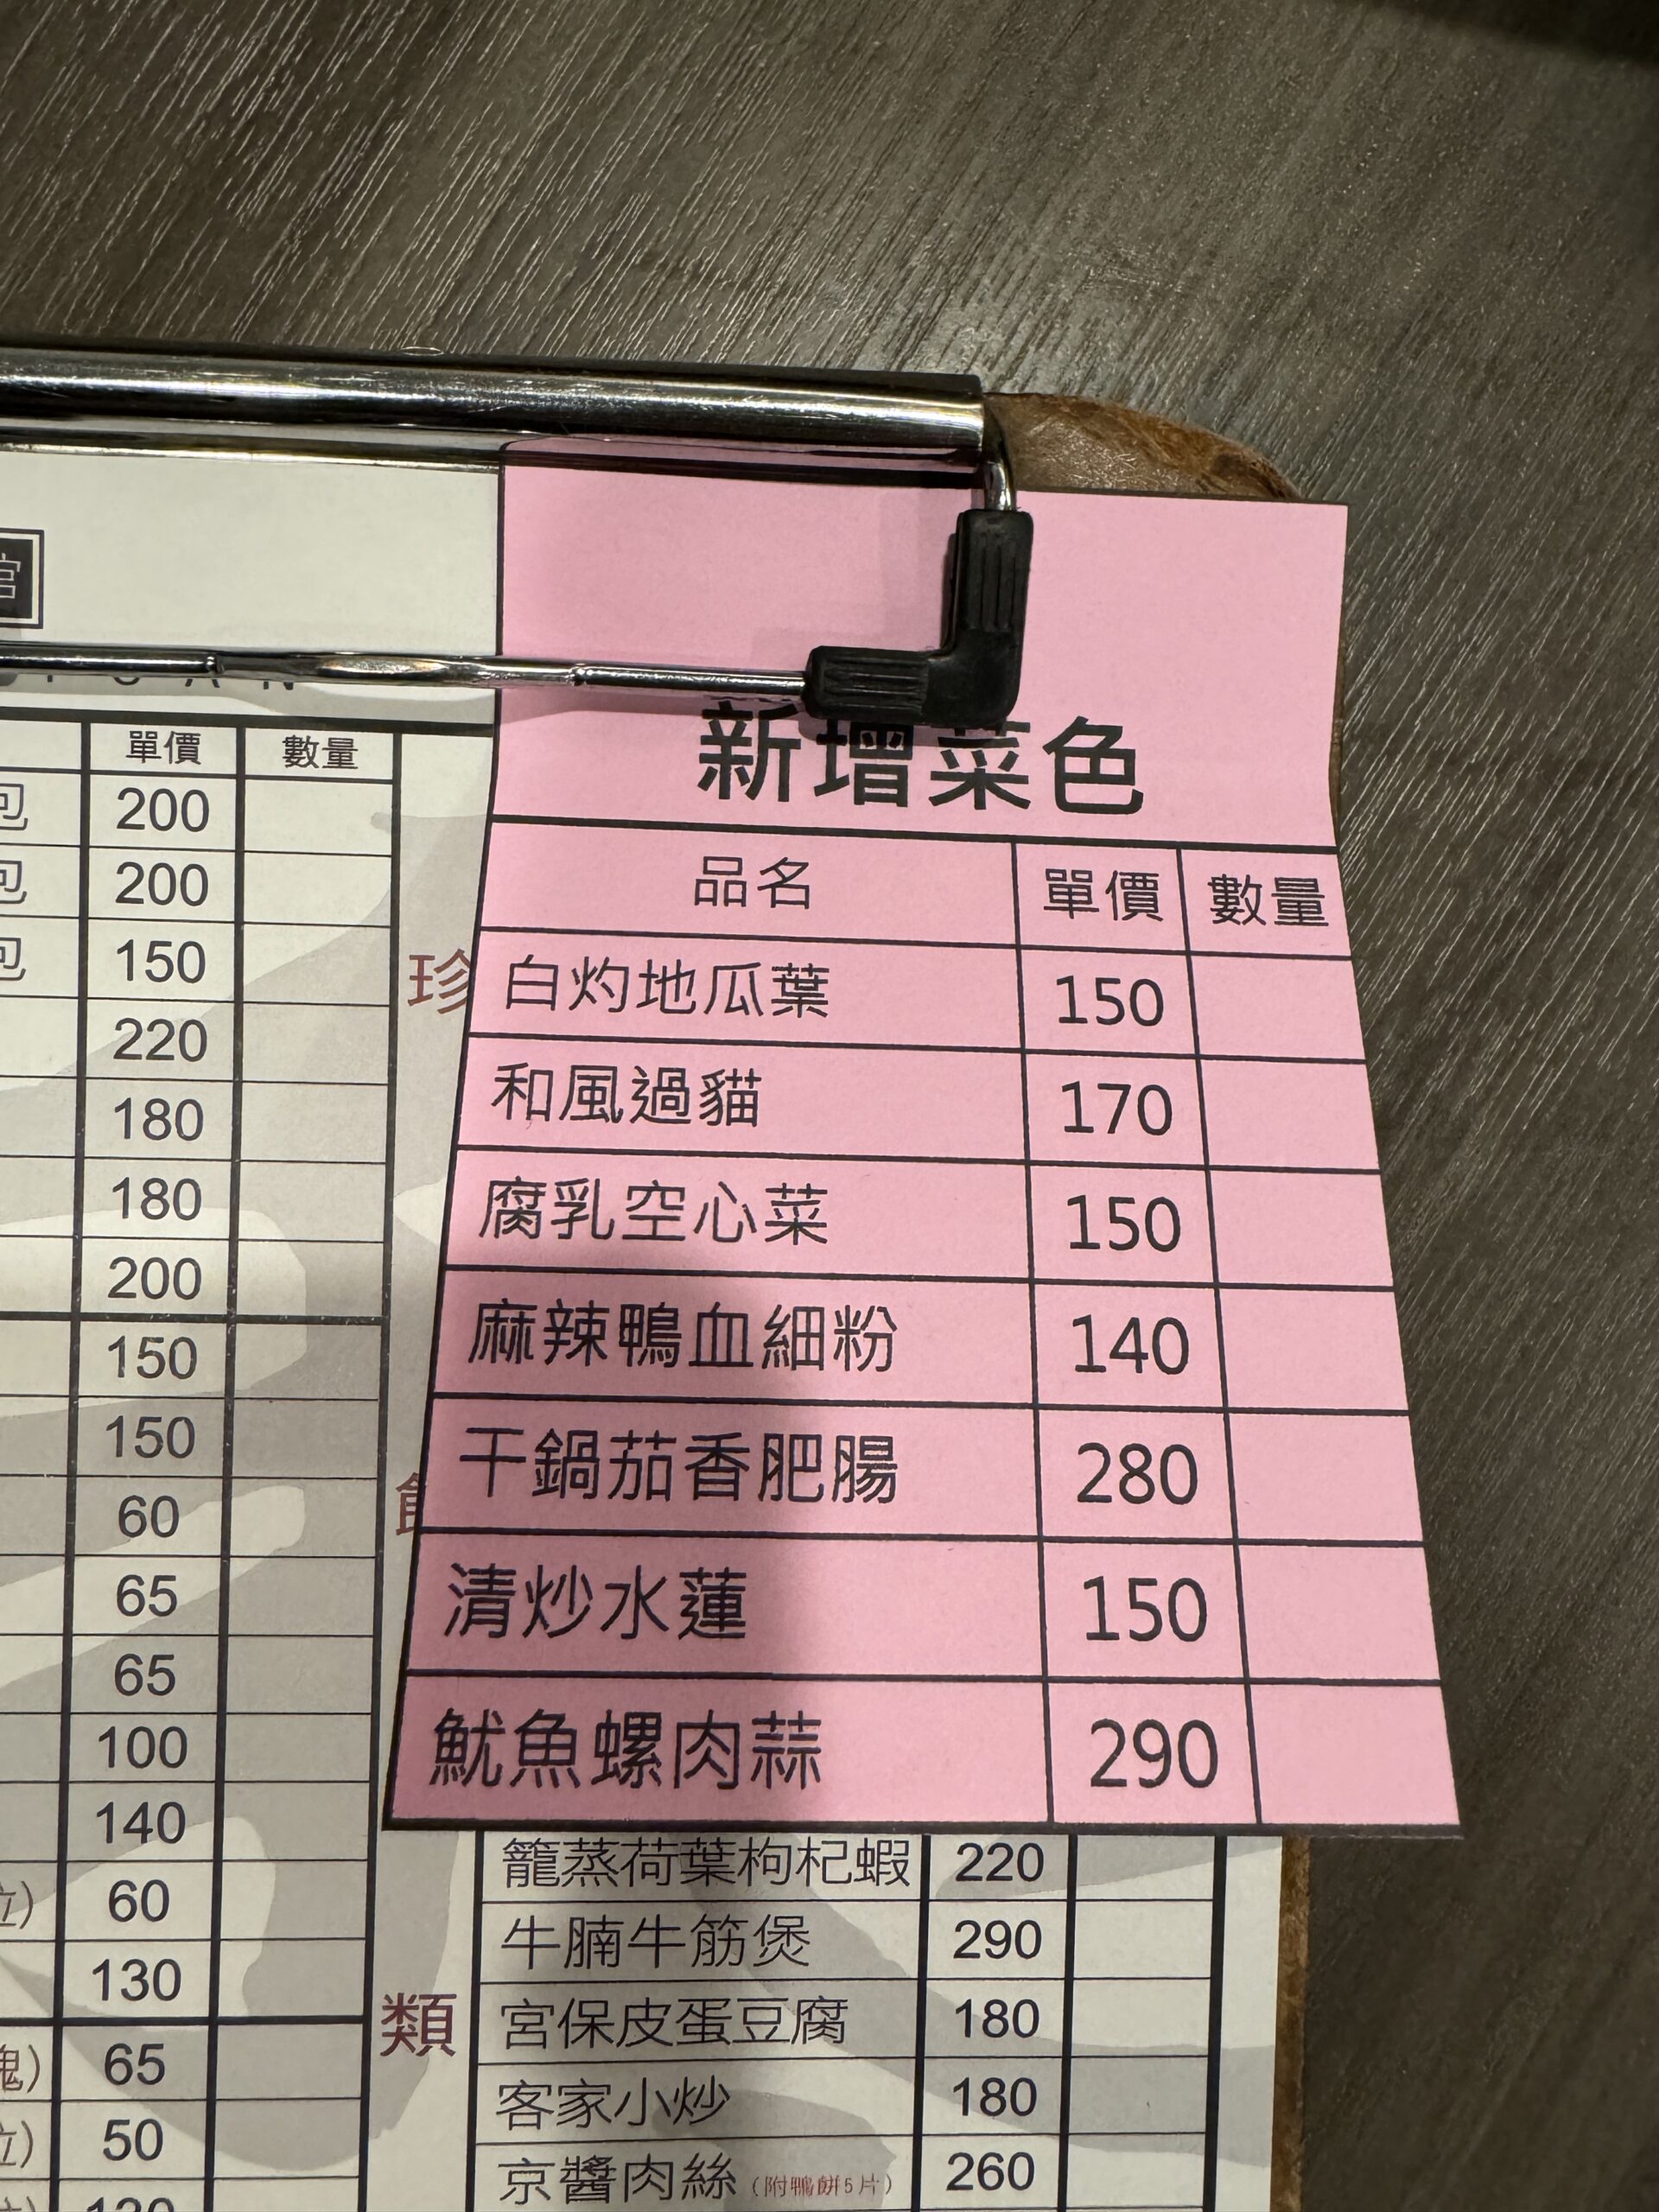 單價 數量
200
200
150
220
180
180
200
150
150
60
65
65
100
140
60
130
65
50
珍
類
新增菜色
品名 單價 數量
白灼地瓜葉 150
和風過貓 170
腐乳空心菜 150
麻辣鴨血細粉 140
干鍋茄香肥腸 280
清炒水蓮 150
魷魚螺肉蒜 290
籠蒸荷葉枸杞蝦 220
牛腩牛筋煲 290
宮保皮蛋豆腐 180
客家小炒 180
京醬肉絲(附鴨餅5片) 260